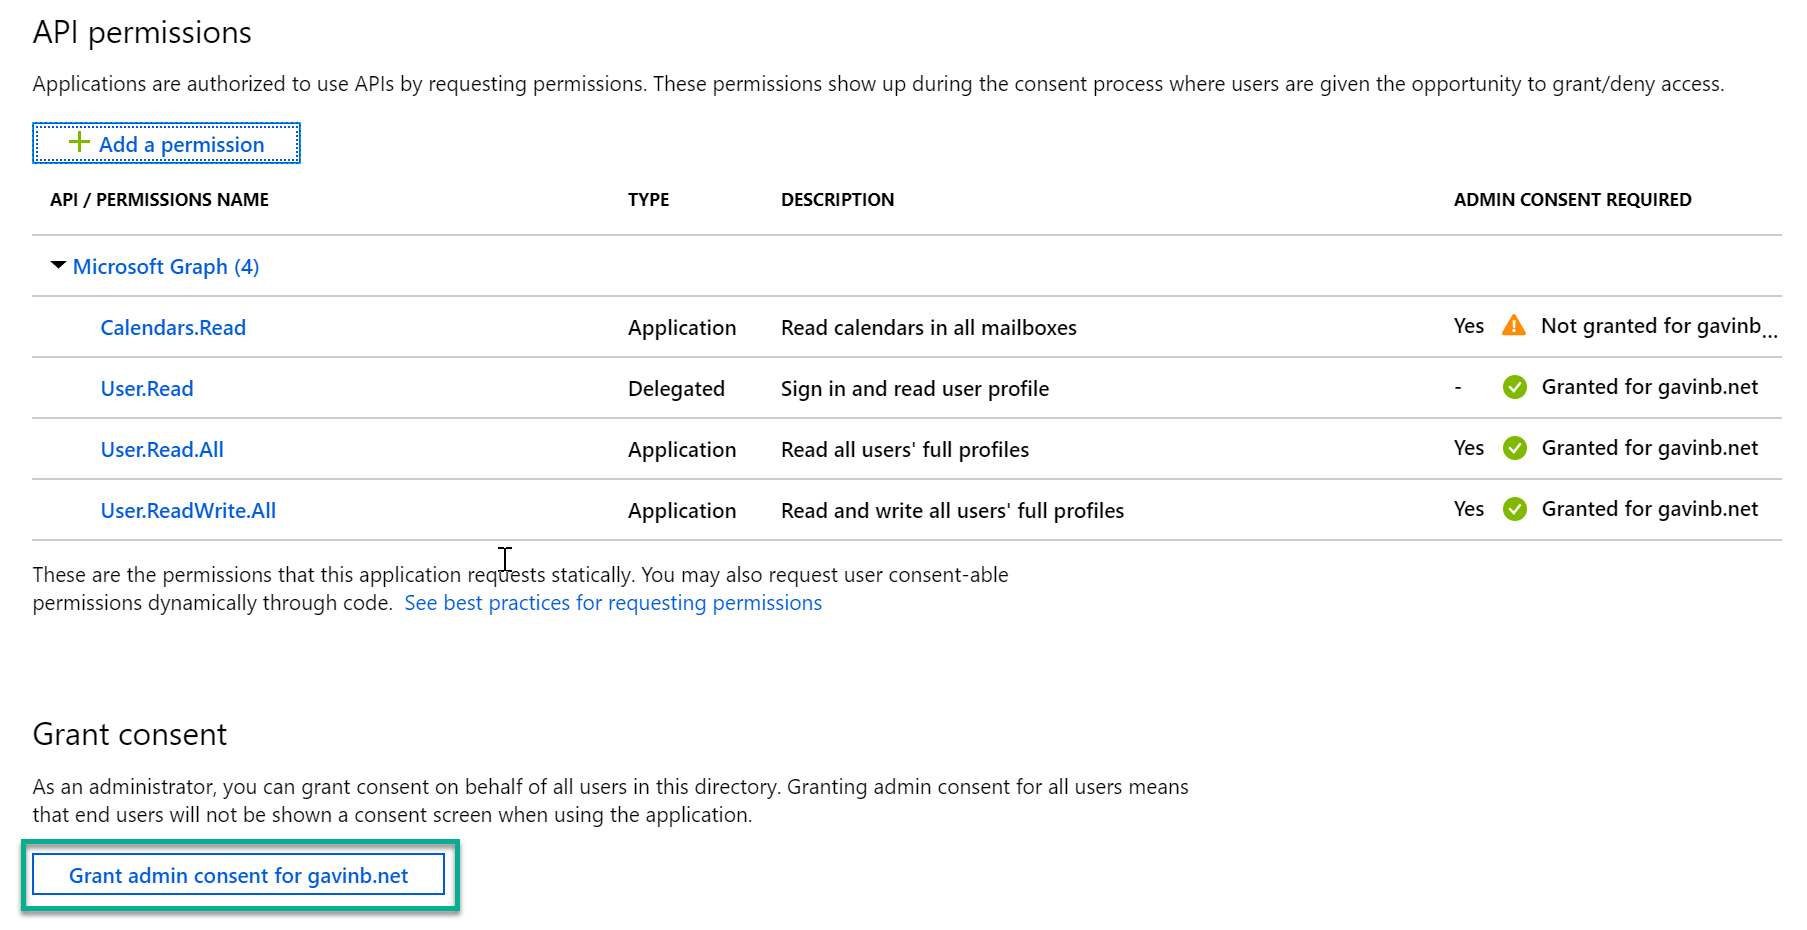 API permissions
Applications are authorized to use APIs by requesting permissions. These permissions show up during the consent process where users are given the opportunity to grant/deny access.
Add a permission
API / PERMISSIONS NAME TYPE DESCRIPTION ADMIN CONSENT REQUIRED
Microsoft Graph (4)
Calendars.Read Application Read calendars in all mailboxes Yes Not granted for gavinb...
User.Read Delegated Sign in and read user profile - Granted for gavinb.net
User.Read.All Application Read all users' full profiles Yes Granted for gavinb.net
User.ReadWrite.All Application Read and write all users' full profiles Yes Granted for gavinb.net
These are the permissions that this application requests statically. You may also request user consent-able
permissions dynamically through code. See best practices for requesting permissions
Grant consent
As an administrator, you can grant consent on behalf of all users in this directory. Granting admin consent for all users means
that end users will not be shown a consent screen when using the application.
Grant admin consent for gavinb.net